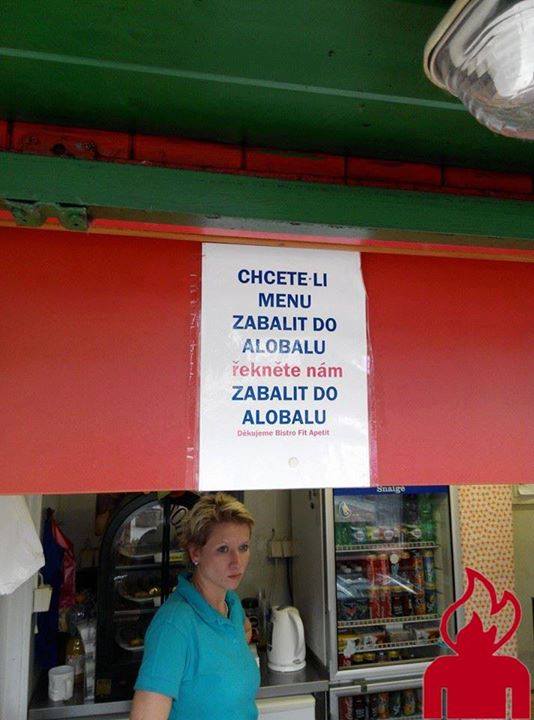 CHCETE-LI
MENU
ZABALIT DO
ALOBALU
řekněte nám
ZABALIT DO
ALOBALU
Děkujeme Bistro Fit Apetit
Snaige